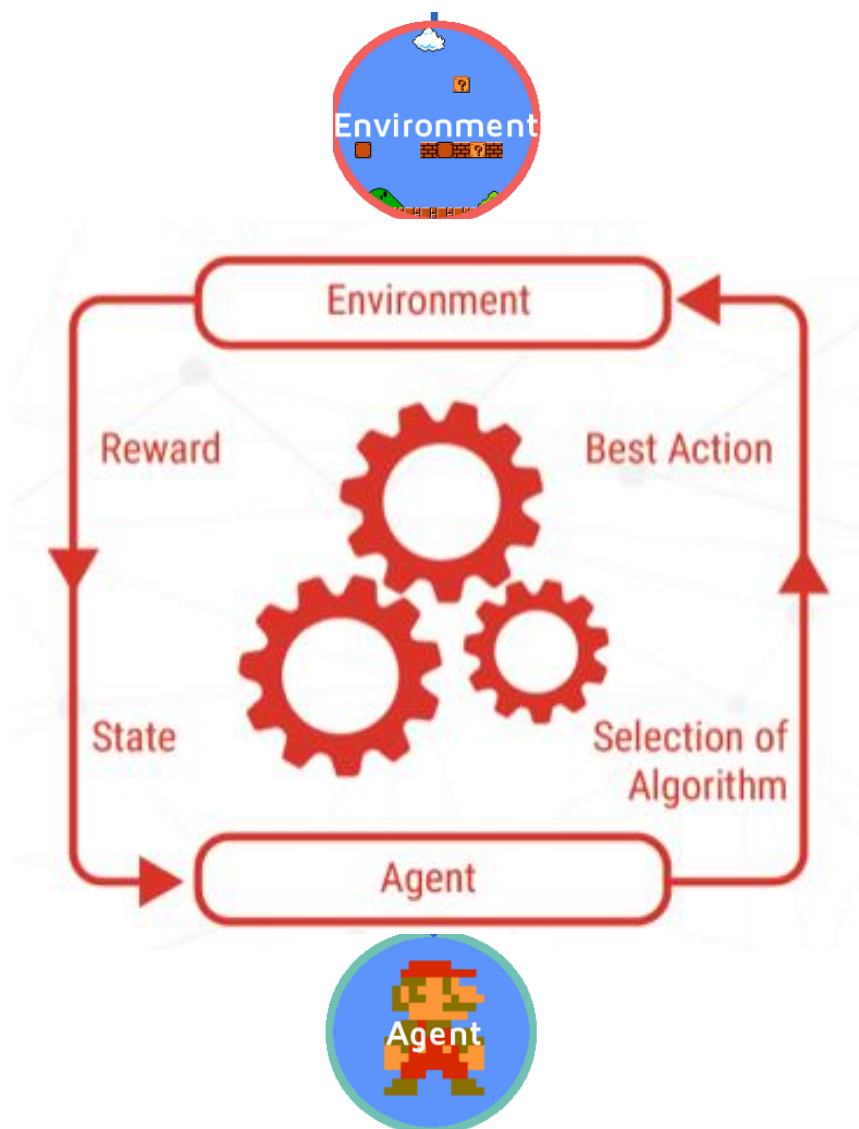 Environment
Environment
Reward
Best Action
State
Selection of
Algorithm
Agent
Agent